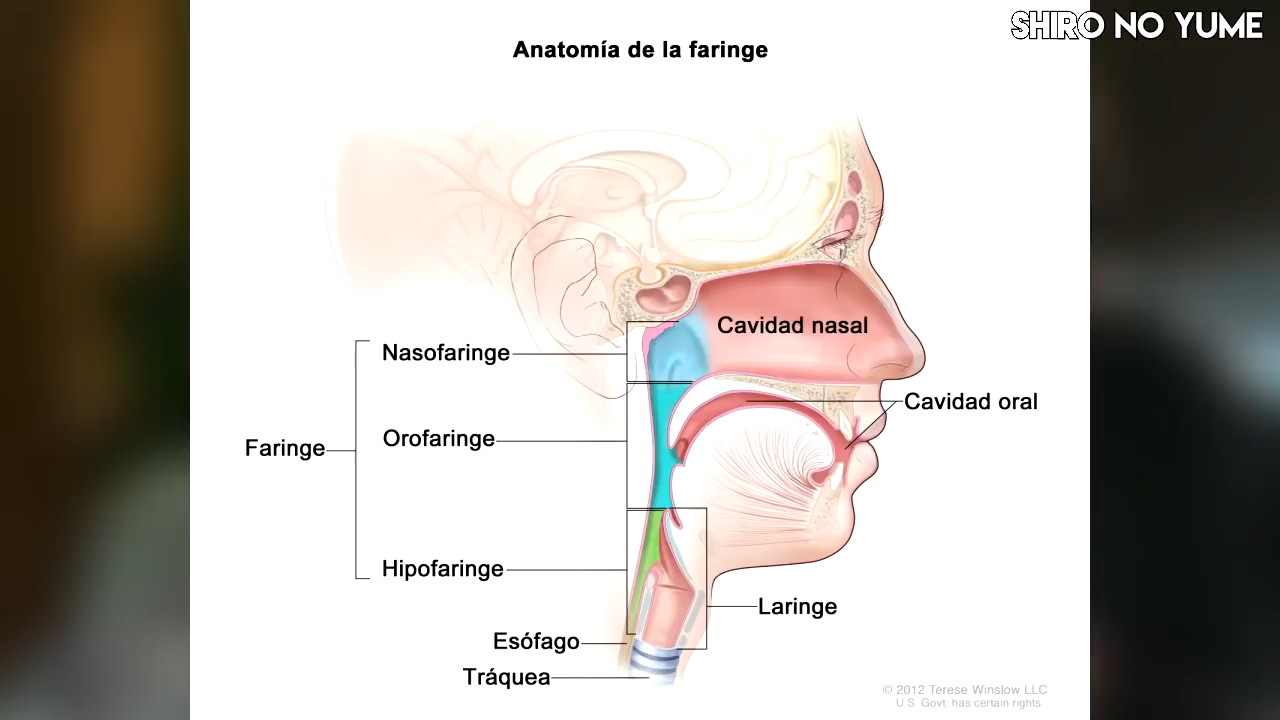 SHIRO NO YUME
Anatomía de la faringe
Cavidad nasal
Nasofaringe
Cavidad oral
Orofaringe
Faringe
Hipofaringe
Laringe
Esófago
Tráquea
© 2012 Terese Winslow LLC
U.S. Govt. has certain rights